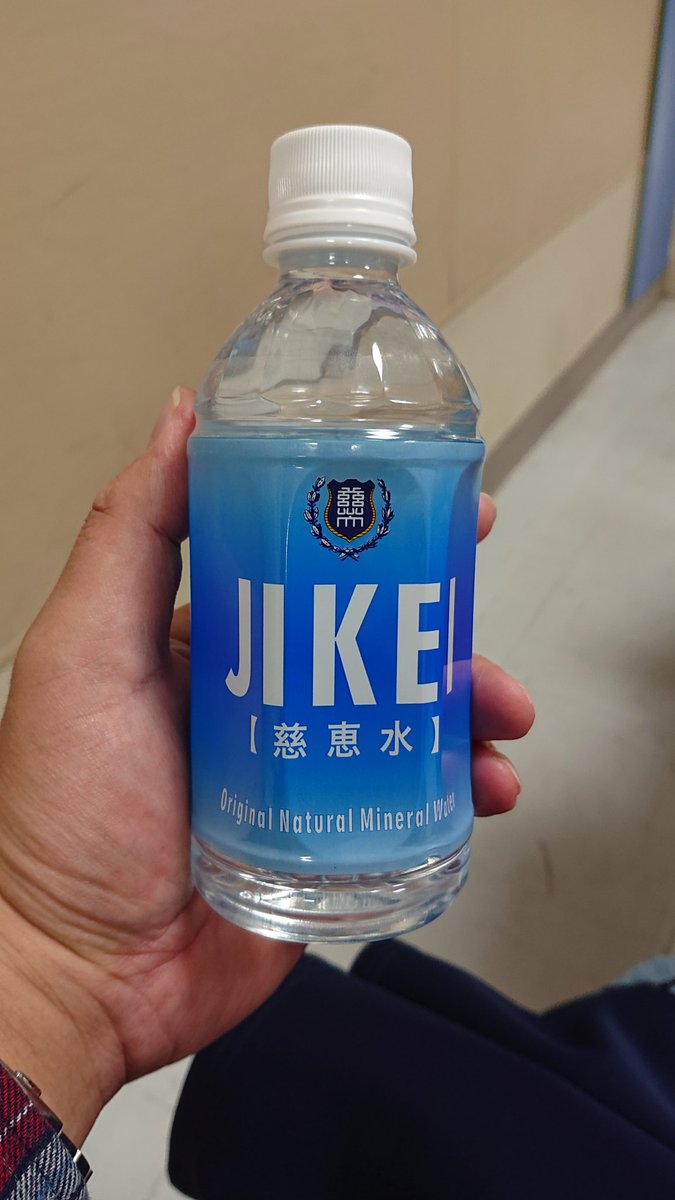 JIKEI
【慈恵水】
Original Natural Mineral Water